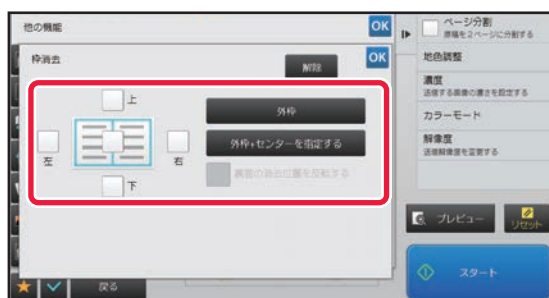 他の機能
OK
枠消去
解除
OK
上
左
右
下
外枠
外枠+センターを指定する
裏面の消去位置を反転する
戻る
ページ分割
原稿を2ページに分割する
地色調整
濃度
送信する画像の濃さを設定する
カラーモード
解像度
送信解像度を変更する
プレビュー
リセット
スタート